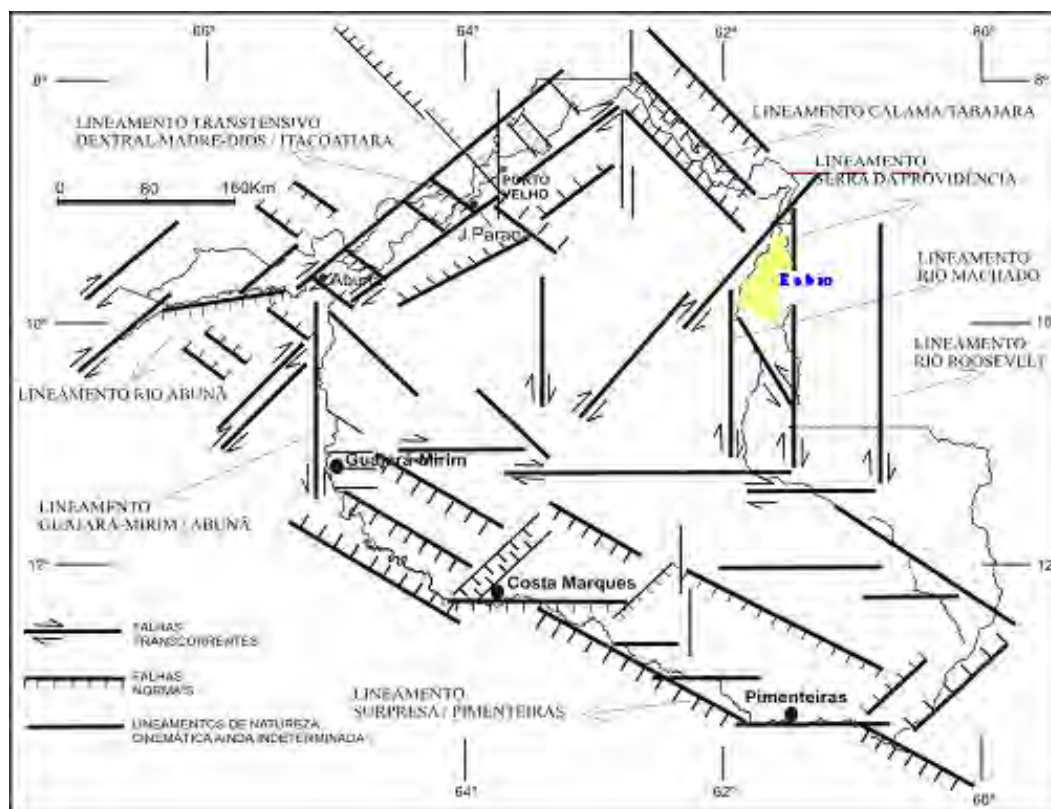 66°
64°
62°
60°
8°
8°
LINEAMENTO CALAMA/TABAJARA
LINEAMENTO TRANSTENSIVO
DEXTRAL MADRE-DIOS / ITACOATIARA
LINEAMENTO
SERRA DA PROVIDÊNCIA
0 80 160Km
PORTO
VELHO
J.Paraná
Abunã
LINEAMENTO
RIO MACHADO
10°
10
LINEAMENTO
RIO ROOSEVELT
LINEAMENTO RIO ABUNÃ
Guajará-Mirim
LINEAMENTO
GUAJARÁ-MIRIM / ABUNÃ
12°
12
Costa Marques
FALHAS
TRANSCORRENTES
FALHAS
NORMAIS
LINEAMENTO
SURPRESA / PIMENTEIRAS
Pimenteiras
LINEAMENTOS DE NATUREZA
CINEMÁTICA AINDA INDETERMINADA
64°
62°
60°